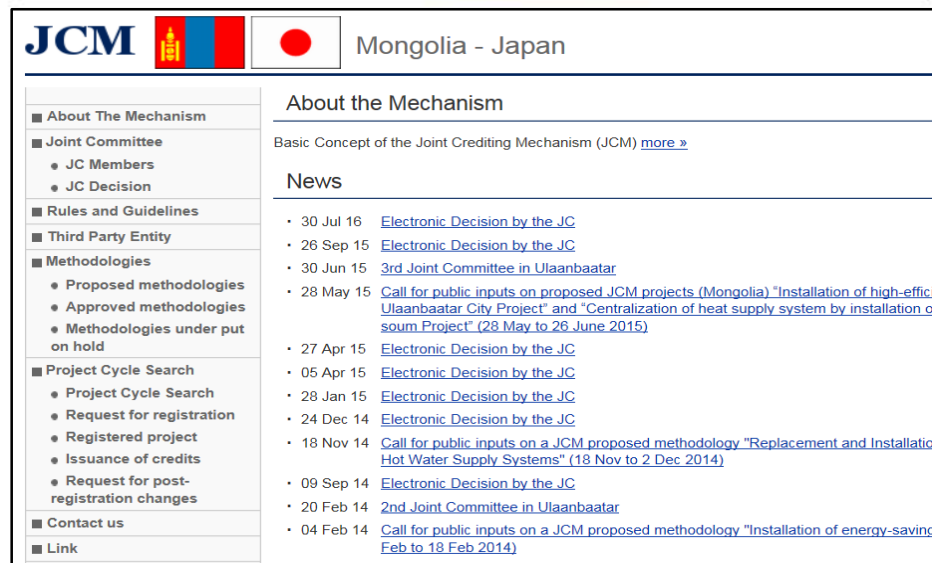 JCM Mongolia - Japan
About The Mechanism
Joint Committee
JC Members
JC Decision
Rules and Guidelines
Third Party Entity
Methodologies
Proposed methodologies
Approved methodologies
Methodologies under put
on hold
Project Cycle Search
Project Cycle Search
Request for registration
Registered project
Issuance of credits
Request for post-
registration changes
Contact us
Link
About the Mechanism
Basic Concept of the Joint Crediting Mechanism (JCM) more »
News
30 Jul 16 Electronic Decision by the JC
26 Sep 15 Electronic Decision by the JC
30 Jun 15 3rd Joint Committee in Ulaanbaatar
28 May 15 Call for public inputs on proposed JCM projects (Mongolia) "Installation of high-effici
Ulaanbaatar City Project" and "Centralization of heat supply system by installation o
soum Project" (28 May to 26 June 2015)
27 Apr 15 Electronic Decision by the JC
05 Apr 15 Electronic Decision by the JC
28 Jan 15 Electronic Decision by the JC
24 Dec 14 Electronic Decision by the JC
18 Nov 14 Call for public inputs on a JCM proposed methodology "Replacement and Installatio
Hot Water Supply Systems" (18 Nov to 2 Dec 2014)
09 Sep 14 Electronic Decision by the JC
20 Feb 14 2nd Joint Committee in Ulaanbaatar
04 Feb 14 Call for public inputs on a JCM proposed methodology "Installation of energy-saving
Feb to 18 Feb 2014)